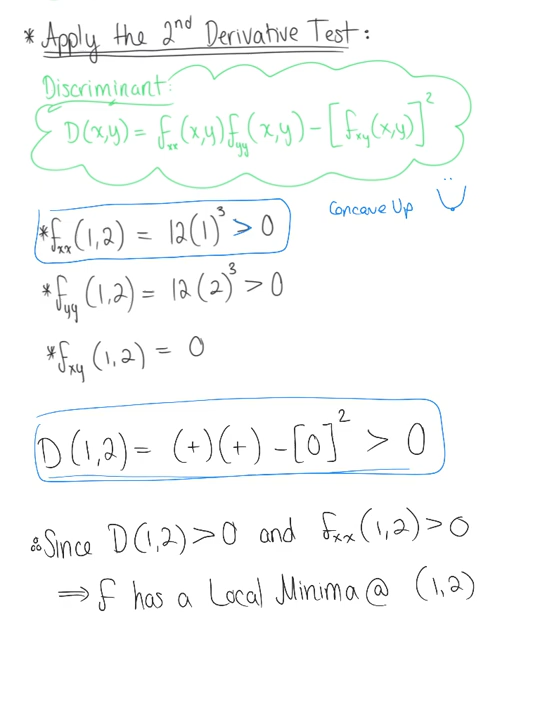 * Apply the 2nd Derivative Test:
Discriminant:
D(x,y) = fxx(x,y)fyy(x,y) - [fxy(x,y)]²
Concave Up
*fxx(1,2) = 12(1)³ > 0
*fyy(1,2) = 12(2)³ > 0
*fxy(1,2) = 0
D(1,2) = (+)(+) - [0]² > 0
∴ Since D(1,2) > 0 and fxx(1,2) > 0
⟹ f has a Local Minima @ (1,2)